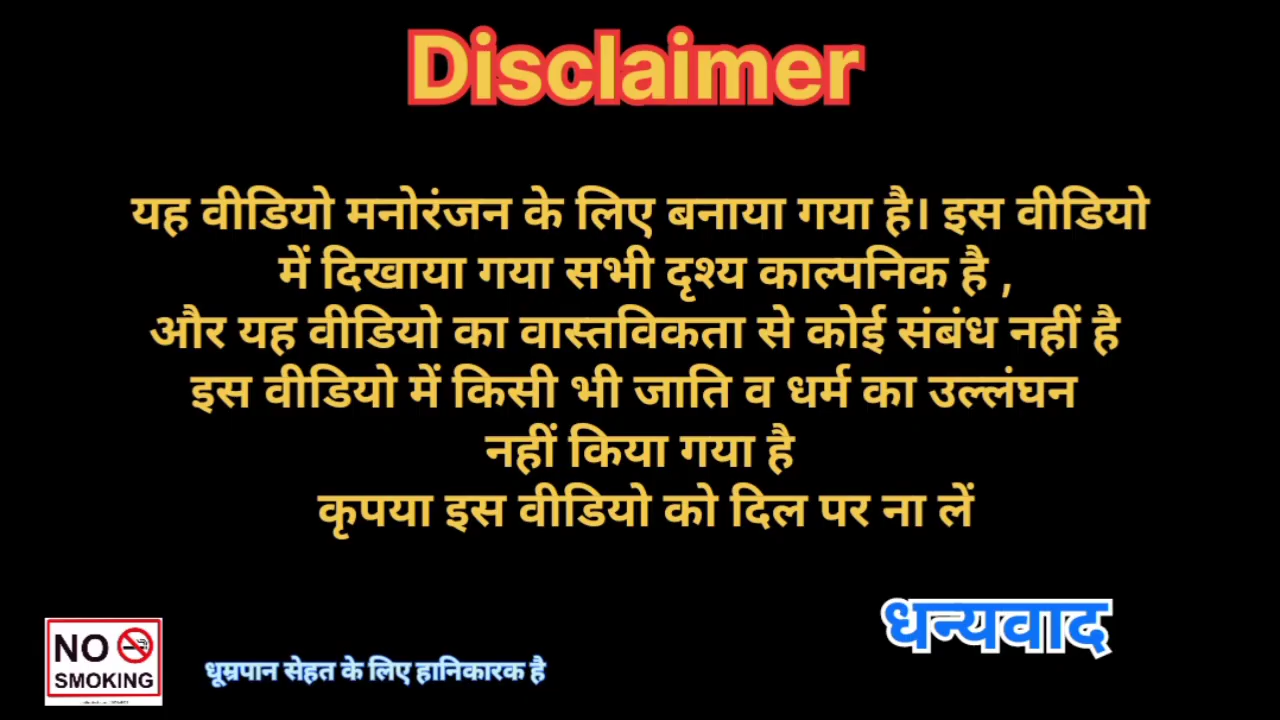 Disclaimer
यह वीडियो मनोरंजन के लिए बनाया गया है। इस वीडियो
में दिखाया गया सभी दृश्य काल्पनिक है ,
और यह वीडियो का वास्तविकता से कोई संबंध नहीं है
इस वीडियो में किसी भी जाति व धर्म का उल्लंघन
नहीं किया गया है
कृपया इस वीडियो को दिल पर ना लें
धन्यवाद
NO
SMOKING
धूम्रपान सेहत के लिए हानिकारक है